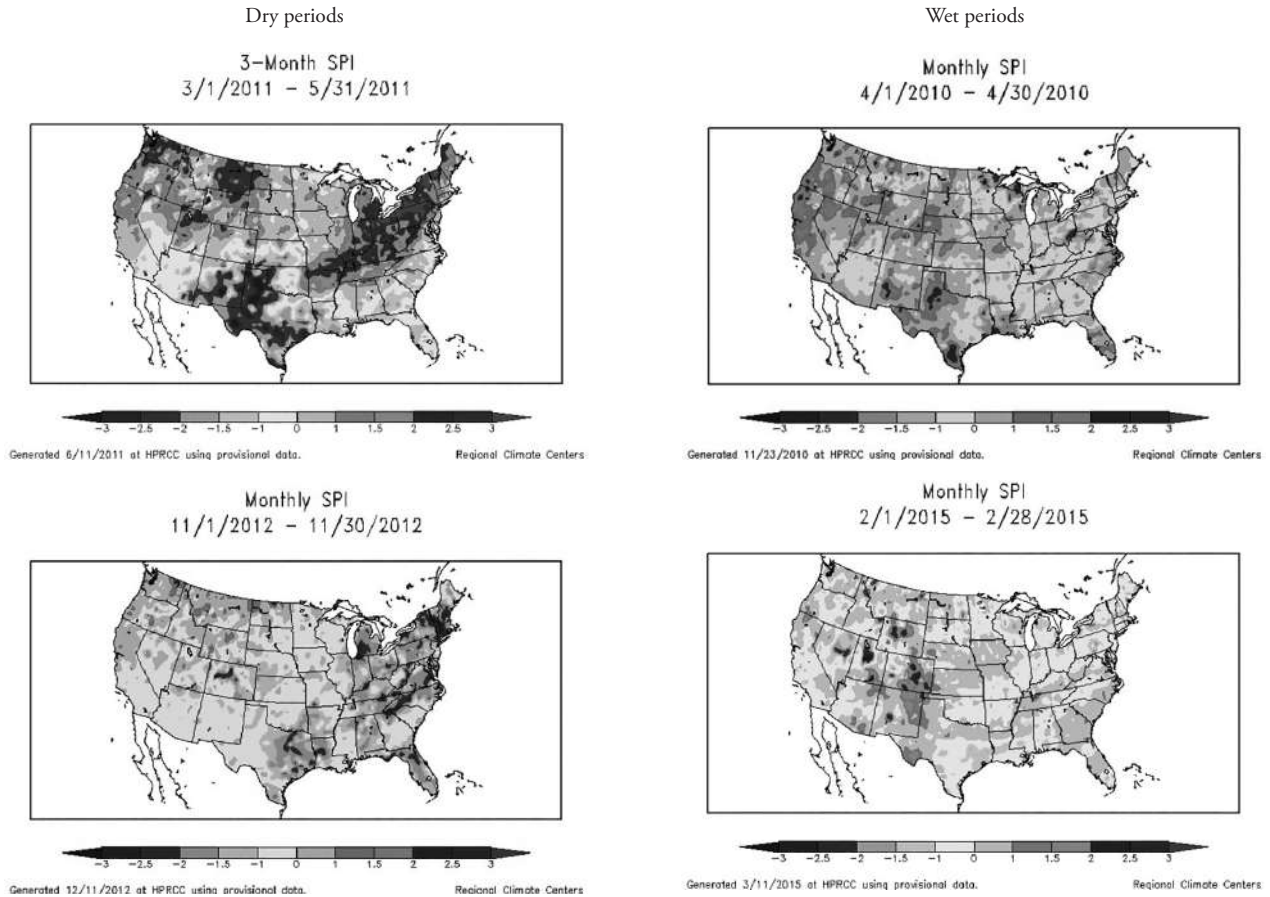 Dry periods
3-Month SPI
3/1/2011 - 5/31/2011
-3 -2.5 -2 -1.5 -1 0 1 1.5 2 2.5 3
Generated 6/11/2011 at HPRCC using provisional data. Regional Climate Centers
Monthly SPI
11/1/2012 - 11/30/2012
-3 -2.5 -2 -1.5 -1 0 1 1.5 2 2.5 3
Generated 12/11/2012 at HPRCC using provisional data. Regional Climate Centers
Wet periods
Monthly SPI
4/1/2010 - 4/30/2010
-3 -2.5 -2 -1.5 -1 0 1 1.5 2 2.5 3
Generated 11/23/2010 at HPRCC using provisional data. Regional Climate Centers
Monthly SPI
2/1/2015 - 2/28/2015
-3 -2.5 -2 -1.5 -1 0 1 1.5 2 2.5 3
Generated 3/11/2015 at HPRCC using provisional data. Regional Climate Centers